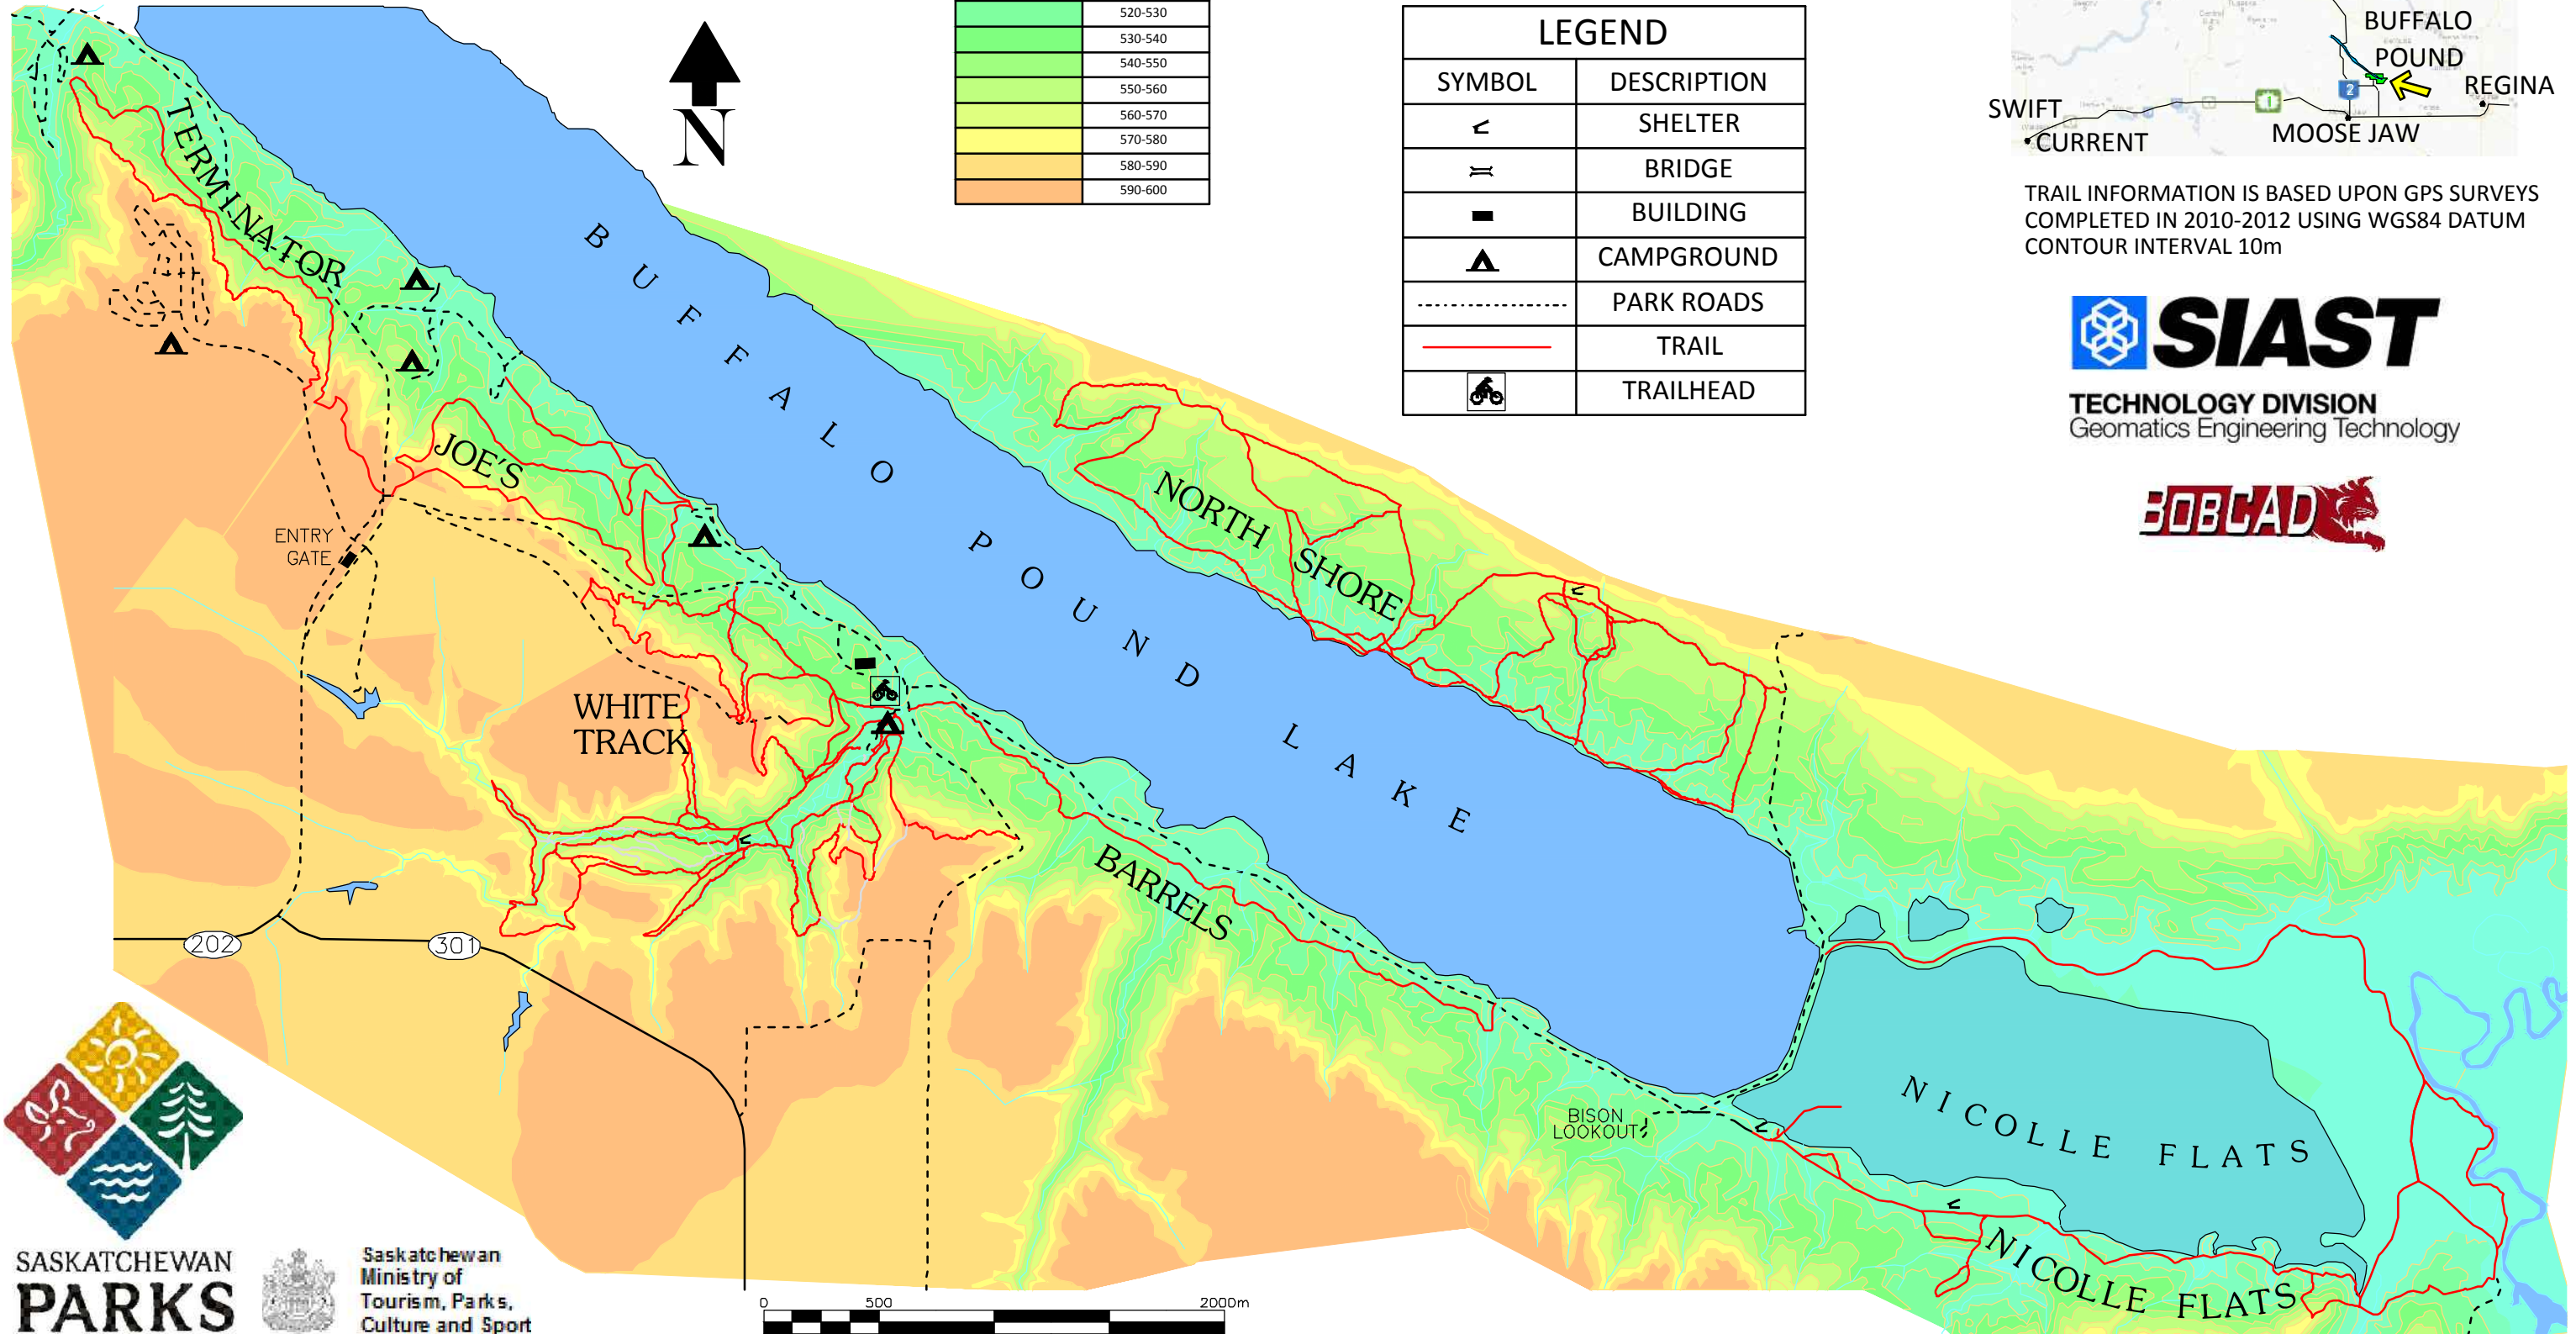 520-530
530-540
540-550
550-560
560-570
570-580
580-590
590-600
N
LEGEND
SYMBOL DESCRIPTION
SHELTER
BRIDGE
BUILDING
CAMPGROUND
PARK ROADS
TRAIL
TRAILHEAD
BUFFALO
POUND
REGINA
2
1
SWIFT
CURRENT
MOOSE JAW
TRAIL INFORMATION IS BASED UPON GPS SURVEYS
COMPLETED IN 2010-2012 USING WGS84 DATUM
CONTOUR INTERVAL 10m
SIAST
TECHNOLOGY DIVISION
Geomatics Engineering Technology
BOBCAD
TERMINATOR
BUFFALO POUND LAKE
JOE'S
NORTH SHORE
ENTRY
GATE
WHITE
TRACK
BARRELS
202
301
BISON
LOOKOUT
NICOLLE FLATS
NICOLLE FLATS
SASKATCHEWAN
PARKS
Saskatchewan
Ministry of
Tourism, Parks,
Culture and Sport
0 500 2000m